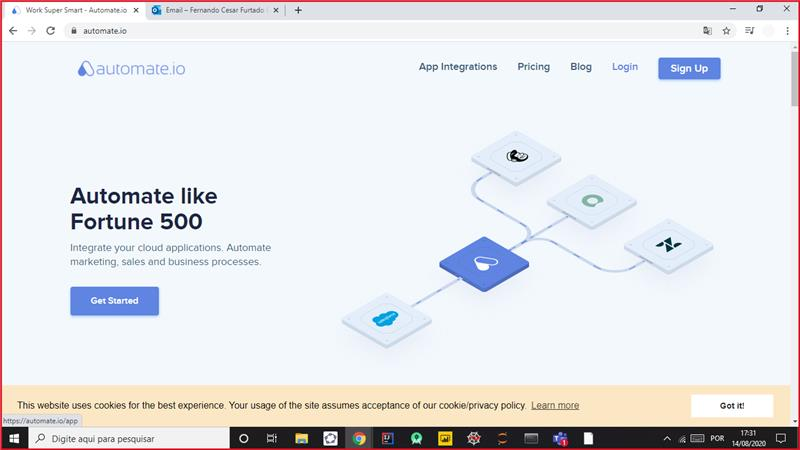 Work Super Smart - Automate.io
Email – Fernando Cesar Furtado
automate.io
automate.io
App Integrations
Pricing
Blog
Login
Sign Up
Automate like
Fortune 500
Integrate your cloud applications. Automate
marketing, sales and business processes.
Get Started
This website uses cookies for the best experience. Your usage of the site assumes acceptance of our cookie/privacy policy. Learn more
Got it!
https://automate.io/app
Digite aqui para pesquisar
POR
17:31
14/08/2020